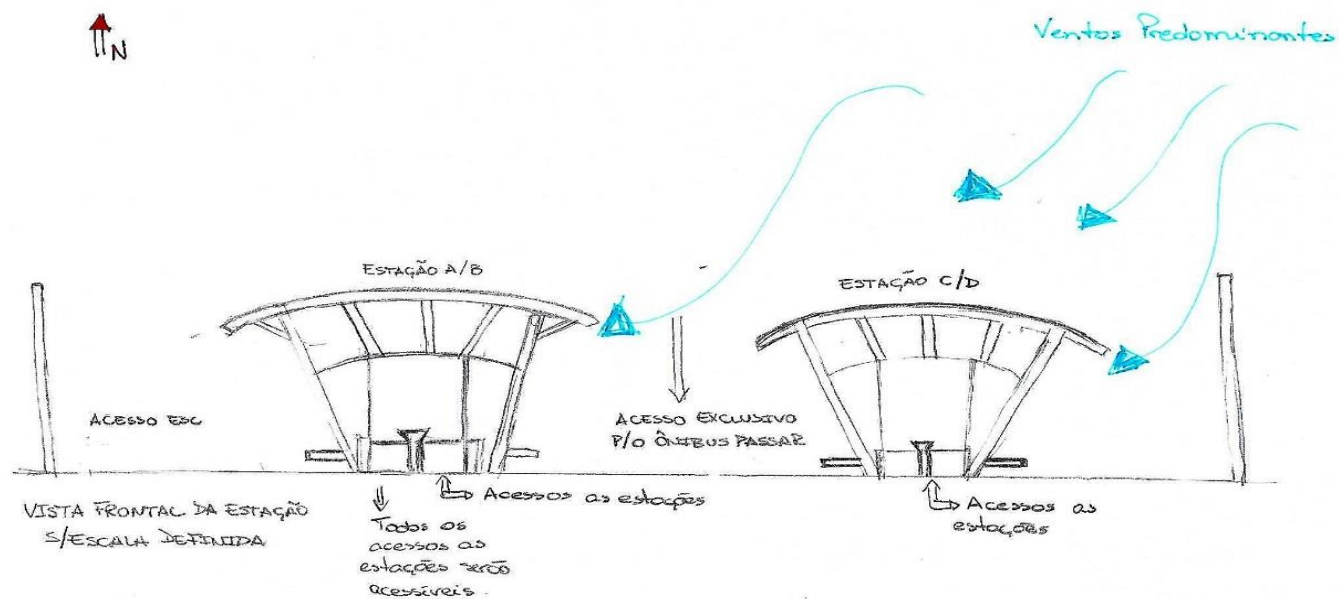 N
Ventos Predominantes
ESTAÇÃO A/B
ESTAÇÃO C/D
ACESSO ESC
ACESSO EXCLUSIVO
P/O ÔNIBUS PASSAR
VISTA FRONTAL DA ESTAÇÃO
S/ESCALA DEFINIDA
Acessos as estações
Todos os
acessos as
estações serão
acessíveis.
Acessos as
estações